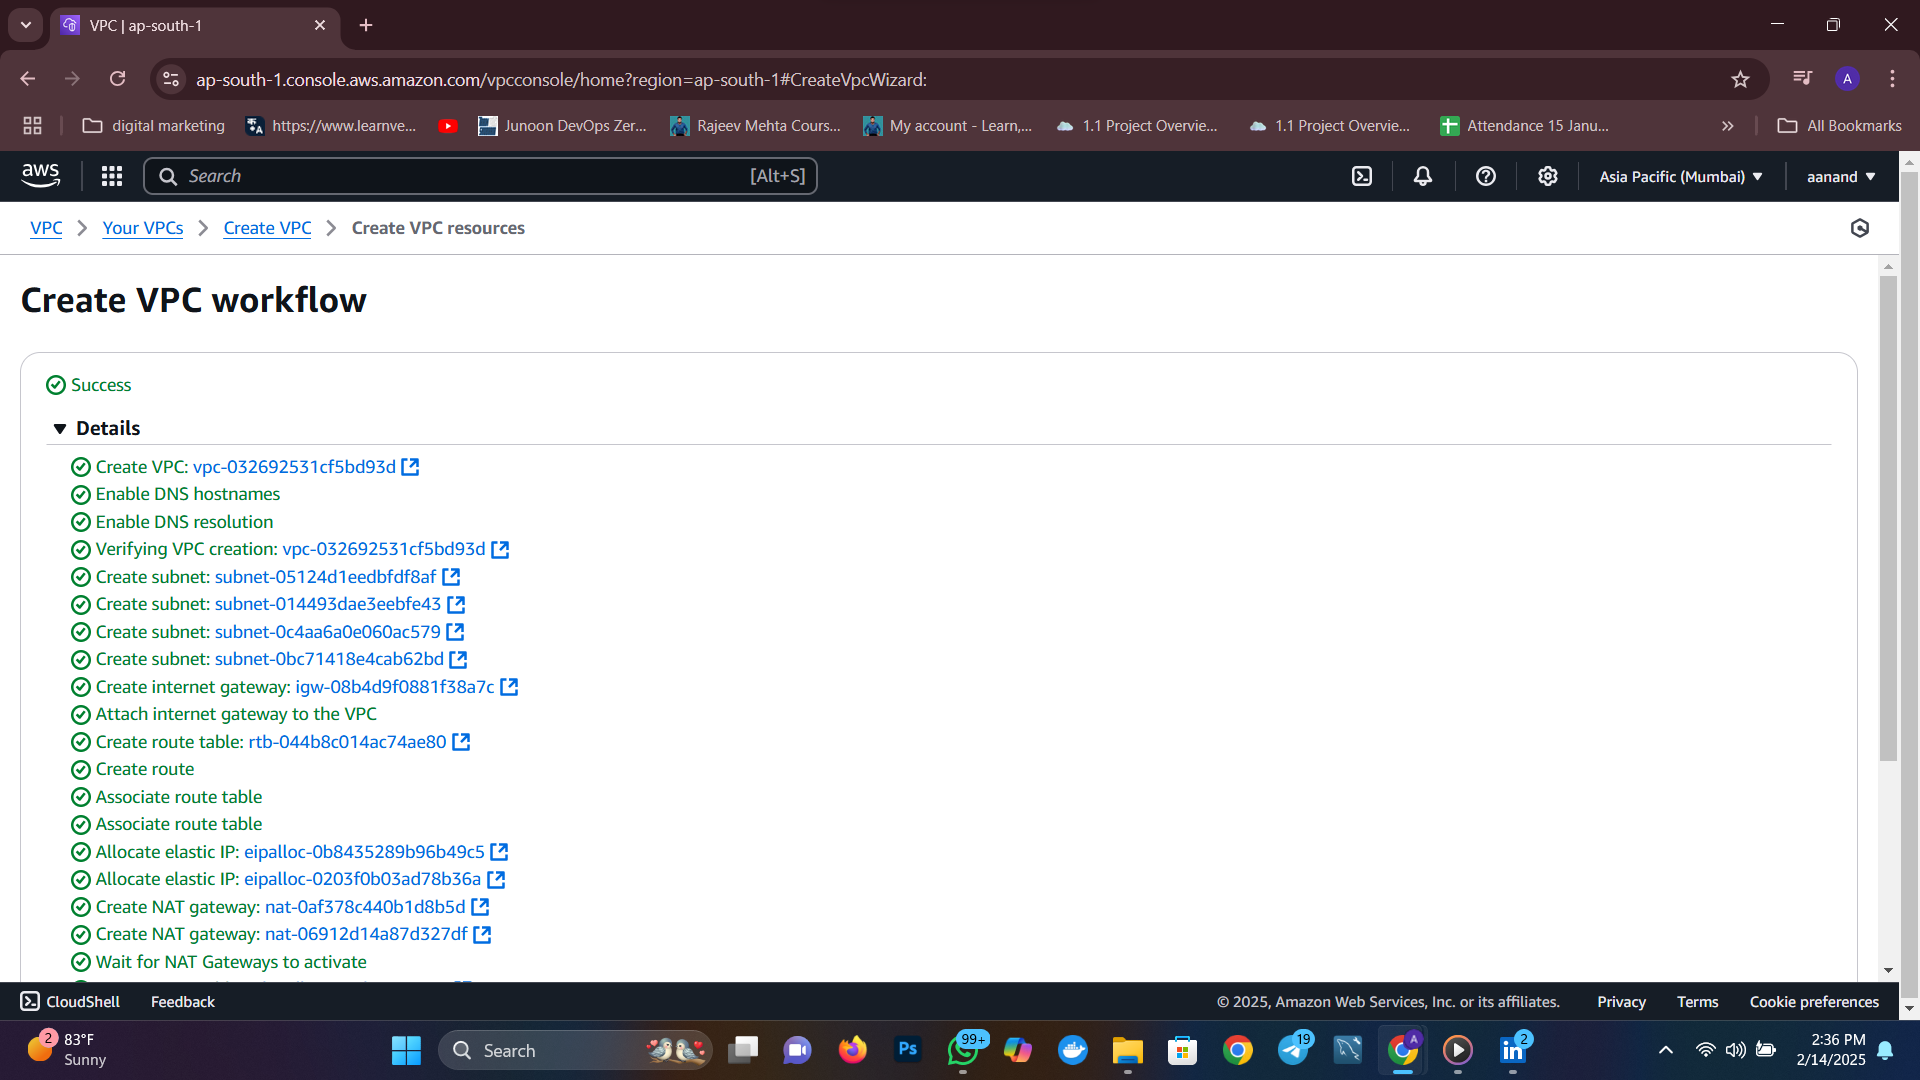 VPC | ap-south-1
ap-south-1.console.aws.amazon.com/vpcconsole/home?region=ap-south-1#CreateVpcWizard:
A
digital marketing
https://www.learnve...
Junoon DevOps Zer...
Rajeev Mehta Cours...
My account - Learn,...
1.1 Project Overvie...
1.1 Project Overvie...
Attendance 15 Janu...
All Bookmarks
aws
Search
[Alt+S]
Asia Pacific (Mumbai)
aanand
VPC
Your VPCs
Create VPC
Create VPC resources
Create VPC workflow
Success
Details
Create VPC: vpc-032692531cf5bd93d
Enable DNS hostnames
Enable DNS resolution
Verifying VPC creation: vpc-032692531cf5bd93d
Create subnet: subnet-05124d1eedbfdf8af
Create subnet: subnet-014493dae3eebfe43
Create subnet: subnet-0c4aa6a0e060ac579
Create subnet: subnet-0bc71418e4cab62bd
Create internet gateway: igw-08b4d9f0881f38a7c
Attach internet gateway to the VPC
Create route table: rtb-044b8c014ac74ae80
Create route
Associate route table
Associate route table
Allocate elastic IP: eipalloc-0b8435289b96b49c5
Allocate elastic IP: eipalloc-0203f0b03ad78b36a
Create NAT gateway: nat-0af378c440b1d8b5d
Create NAT gateway: nat-06912d14a87d327df
Wait for NAT Gateways to activate
CloudShell
Feedback
© 2025, Amazon Web Services, Inc. or its affiliates.
Privacy
Terms
Cookie preferences
2
83°F
Sunny
Search
Ps
99+
19
A
in
2
2:36 PM
2/14/2025